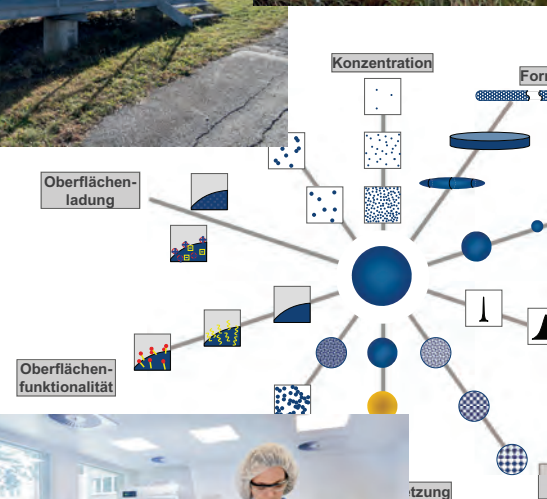 Konzentration
Oberflächen-
ladung
Oberflächen-
funktionalität